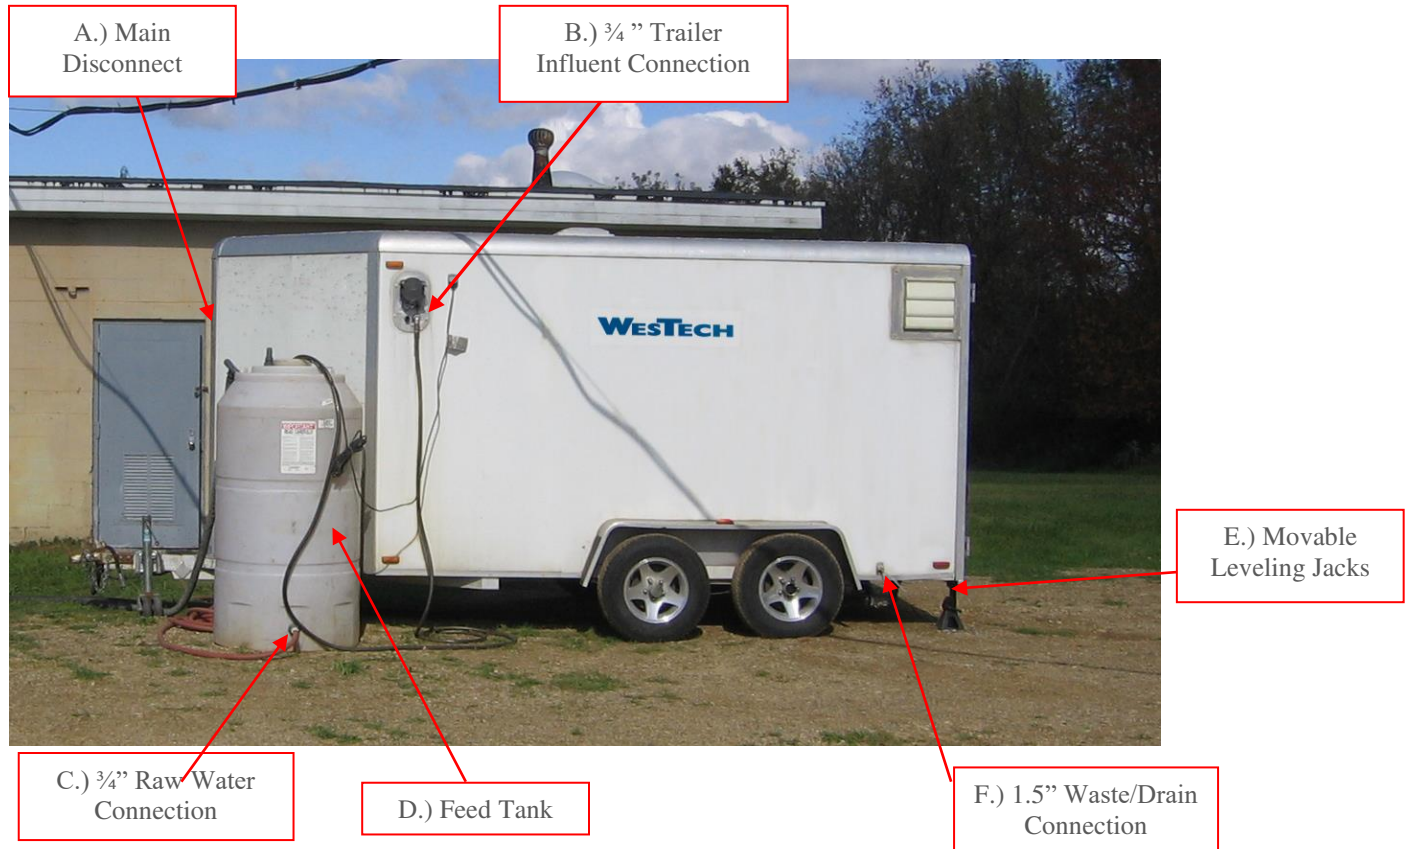 A.) Main
Disconnect
B.) ¾ ” Trailer
Influent Connection
WESTECH
IMPORTANT
E.) Movable
Leveling Jacks
C.) ¾” Raw Water
Connection
D.) Feed Tank
F.) 1.5” Waste/Drain
Connection